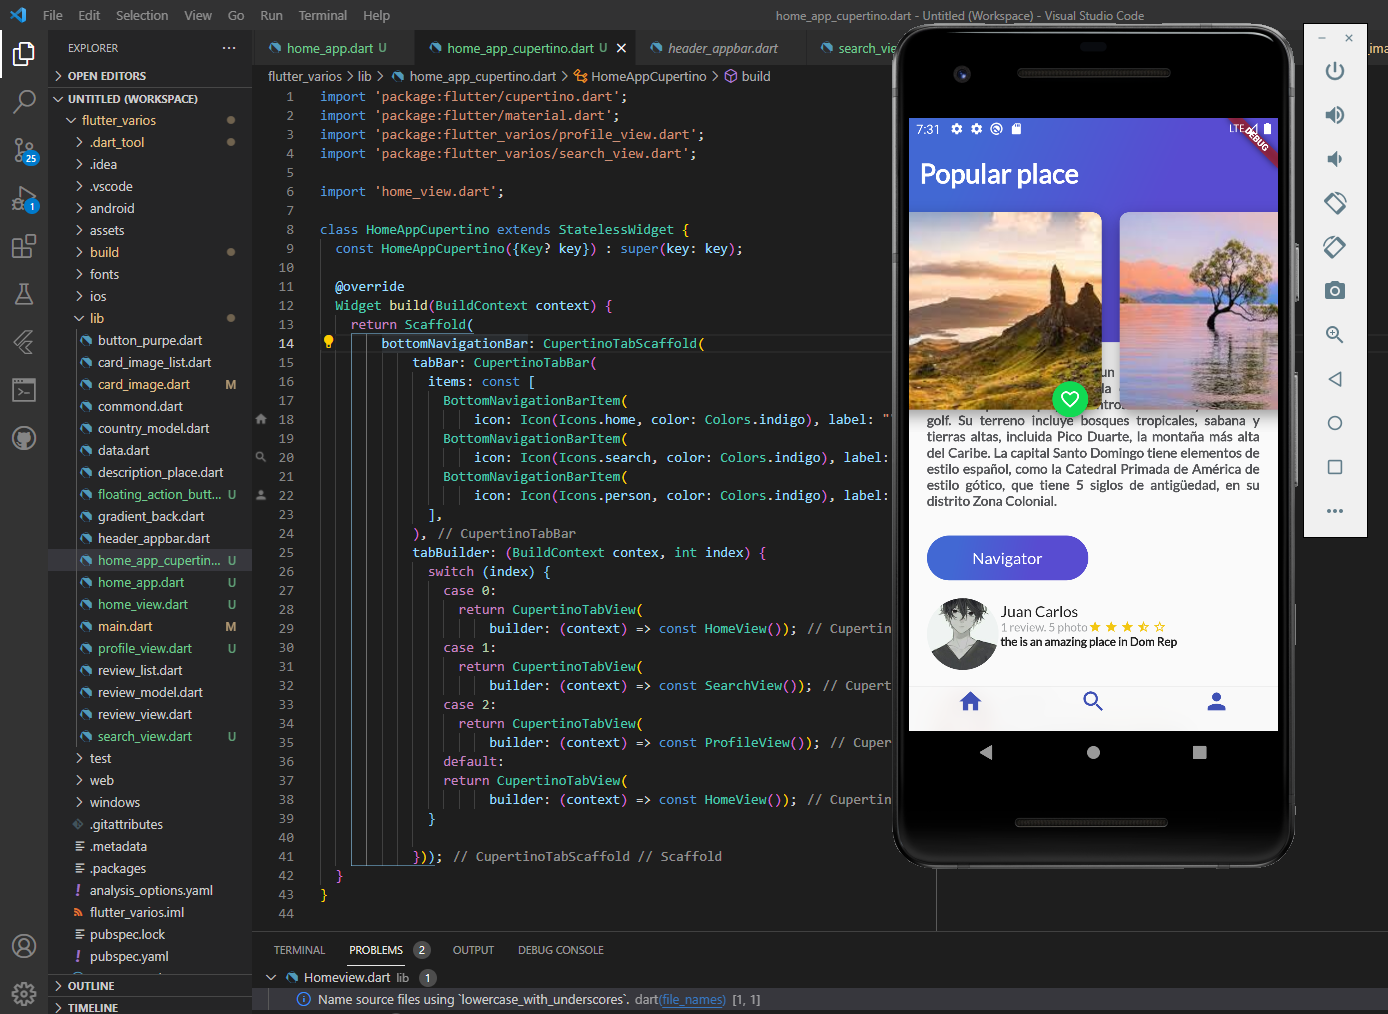 File Edit Selection View Go Run Terminal Help
home_app_cupertino.dart - Untitled (Workspace) - Visual Studio Code
EXPLORER ···
OPEN EDITORS
UNTITLED (WORKSPACE)
flutter_varios
.dart_tool
.idea
.vscode
android
assets
build
fonts
ios
lib
button_purpe.dart
card_image_list.dart
card_image.dart M
commond.dart
country_model.dart
data.dart
description_place.dart
floating_action_butt... U
gradient_back.dart
header_appbar.dart
home_app_cupertin... U
home_app.dart U
home_view.dart U
main.dart M
profile_view.dart U
review_list.dart
review_model.dart
review_view.dart
search_view.dart U
test
web
windows
.gitattributes
.metadata
.packages
analysis_options.yaml
flutter_varios.iml
pubspec.lock
pubspec.yaml
OUTLINE
TIMELINE
25
1
home_app.dart U
home_app_cupertino.dart U
header_appbar.dart
search_vie
flutter_varios > lib > home_app_cupertino.dart > HomeAppCupertino > build
1 import 'package:flutter/cupertino.dart';
2 import 'package:flutter/material.dart';
3 import 'package:flutter_varios/profile_view.dart';
4 import 'package:flutter_varios/search_view.dart';
5
6 import 'home_view.dart';
7
8 class HomeAppCupertino extends StatelessWidget {
9 const HomeAppCupertino({Key? key}) : super(key: key);
10
11 @override
12 Widget build(BuildContext context) {
13 return Scaffold(
14 bottomNavigationBar: CupertinoTabScaffold(
15 tabBar: CupertinoTabBar(
16 items: const [
17 BottomNavigationBarItem(
18 icon: Icon(Icons.home, color: Colors.indigo), label: "
19 BottomNavigationBarItem(
20 icon: Icon(Icons.search, color: Colors.indigo), label:
21 BottomNavigationBarItem(
22 icon: Icon(Icons.person, color: Colors.indigo), label:
23 ],
24 ), // CupertinoTabBar
25 tabBuilder: (BuildContext contex, int index) {
26 switch (index) {
27 case 0:
28 return CupertinoTabView(
29 builder: (context) => const HomeView()); // Cupertin
30 case 1:
31 return CupertinoTabView(
32 builder: (context) => const SearchView()); // Cupert
33 case 2:
34 return CupertinoTabView(
35 builder: (context) => const ProfileView()); // Cuper
36 default:
37 return CupertinoTabView(
38 builder: (context) => const HomeView()); // Cupertin
39 }
40
41 })); // CupertinoTabScaffold // Scaffold
42 }
43 }
44
TERMINAL PROBLEMS 2 OUTPUT DEBUG CONSOLE
Homeview.dart lib 1
Name source files using `lowercase_with_underscores`. dart(file_names) [1, 1]
7:31 LTE
DEBUG
Popular place
un
la
ntro
golf. Su terreno incluye bosques tropicales, sabana y
tierras altas, incluida Pico Duarte, la montaña más alta
del Caribe. La capital Santo Domingo tiene elementos de
estilo español, como la Catedral Primada de América de
estilo gótico, que tiene 5 siglos de antigüedad, en su
distrito Zona Colonial.
Navigator
Juan Carlos
1 review. 5 photo
the is an amazing place in Dom Rep